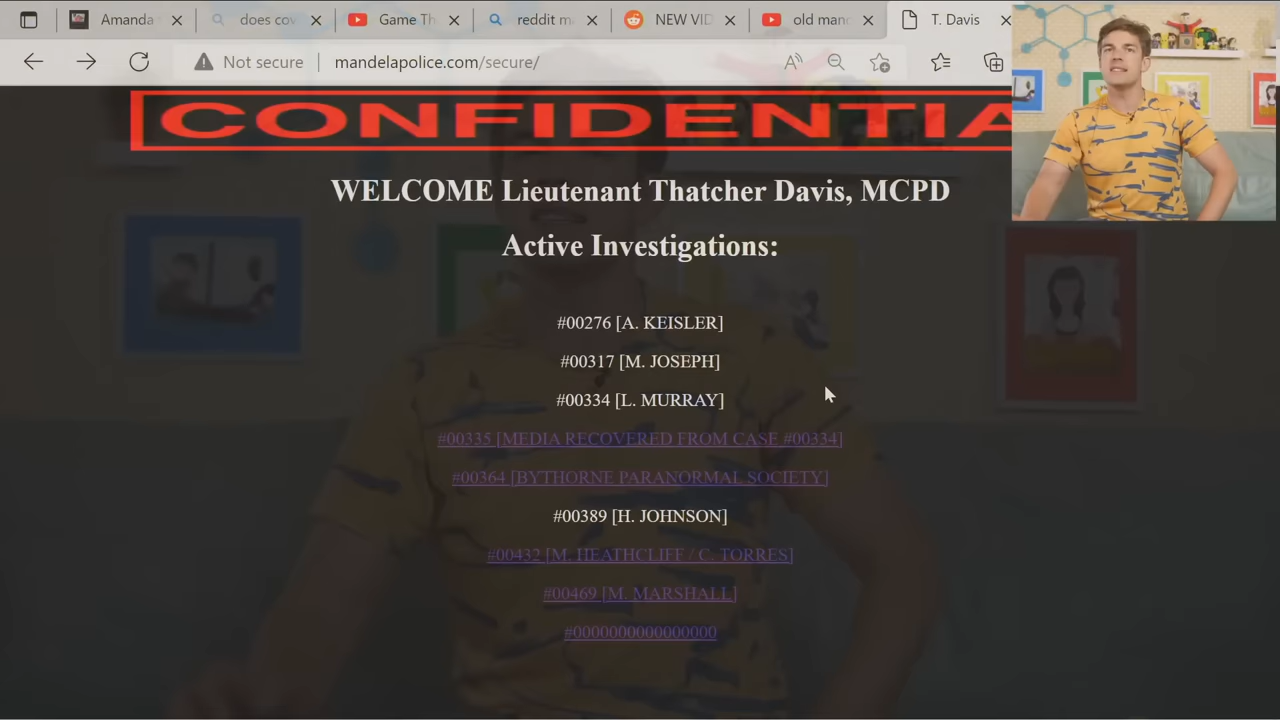 Amanda
does cov
Game Th
reddit m
NEW VID
old man
T. Davis
Not secure
mandelapolice.com/secure/
CONFIDENTIA
WELCOME Lieutenant Thatcher Davis, MCPD
Active Investigations:
#00276 [A. KEISLER]
#00317 [M. JOSEPH]
#00334 [L. MURRAY]
#00335 [MEDIA RECOVERED FROM CASE #00334]
#00364 [BYTHORNE PARANORMAL SOCIETY]
#00389 [H. JOHNSON]
#00432 [M. HEATHCLIFF / C. TORRES]
#00469 [M. MARSHALL]
#0000000000000000